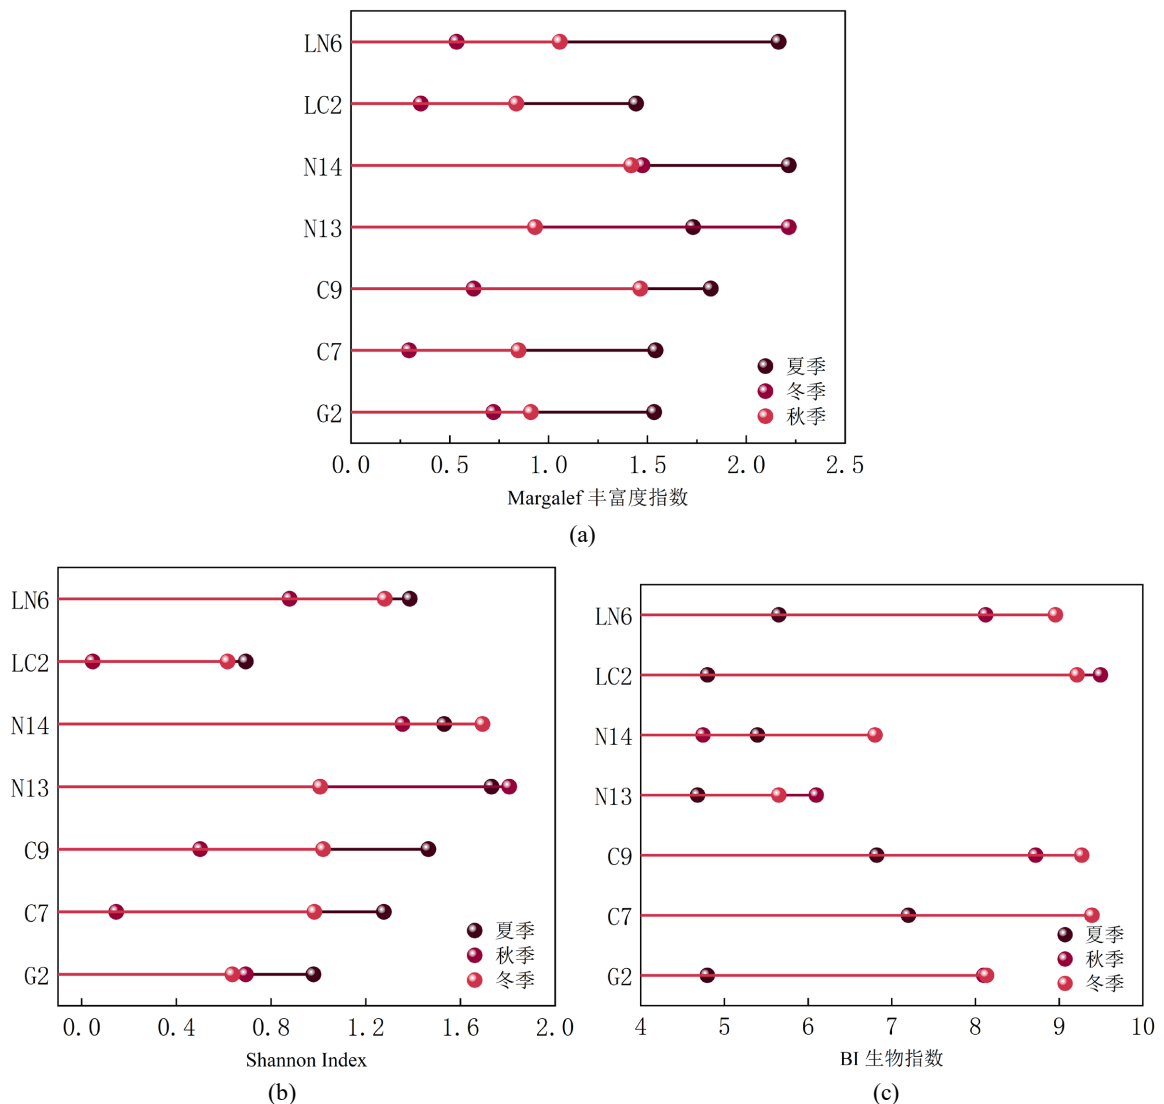 LN6
LC2
N14
N13
C9
C7
G2
夏季
冬季
秋季
0.0 0.5 1.0 1.5 2.0 2.5
Margalef 丰富度指数
(a)
LN6
LC2
N14
N13
C9
C7
G2
夏季
秋季
冬季
0.0 0.4 0.8 1.2 1.6 2.0
Shannon Index
(b)
LN6
LC2
N14
N13
C9
C7
G2
夏季
秋季
冬季
4 5 6 7 8 9 10
BI 生物指数
(c)